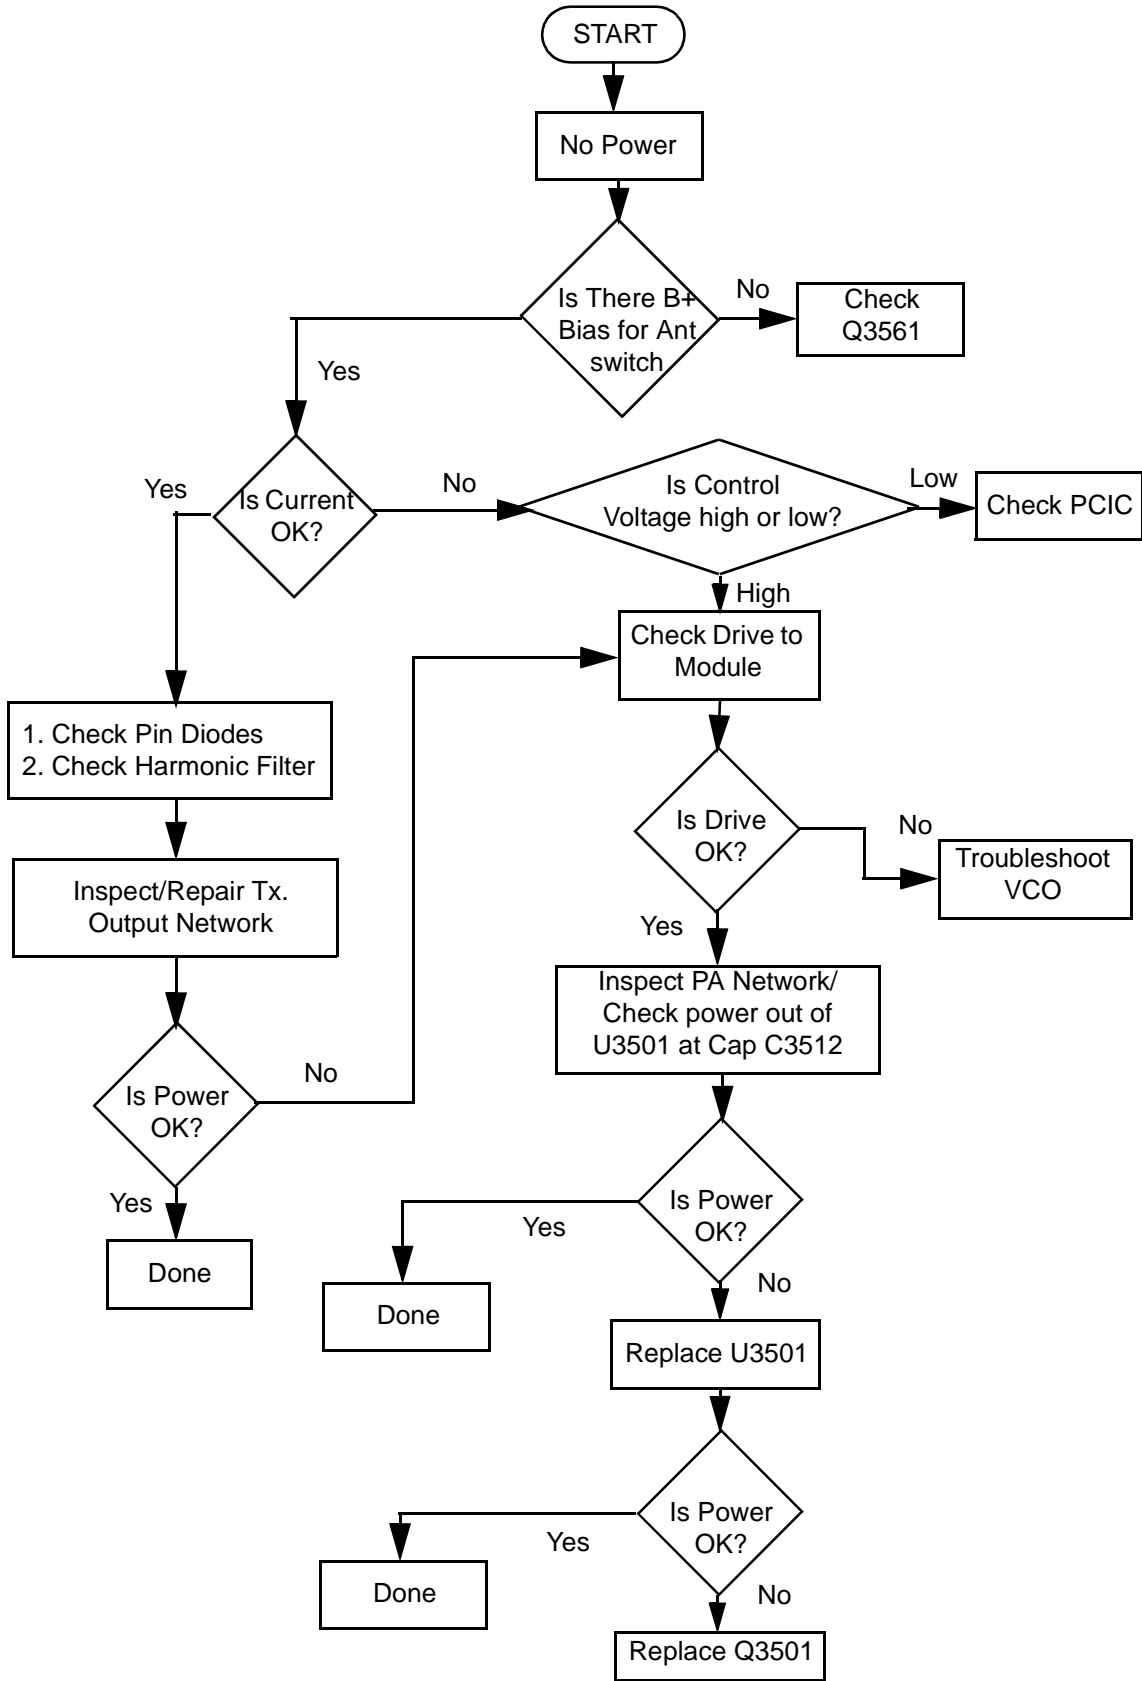 START
No Power
Is There B+
Bias for Ant
switch
No
Check
Q3561
Yes
Is Current
OK?
Yes
No
Is Control
Voltage high or low?
Low
Check PCIC
High
Check Drive to
Module
1. Check Pin Diodes
2. Check Harmonic Filter
Is Drive
OK?
No
Troubleshoot
VCO
Inspect/Repair Tx.
Output Network
Yes
Inspect PA Network/
Check power out of
U3501 at Cap C3512
Is Power
OK?
No
Yes
Done
Is Power
OK?
Yes
Done
No
Replace U3501
Is Power
OK?
Yes
Done
No
Replace Q3501